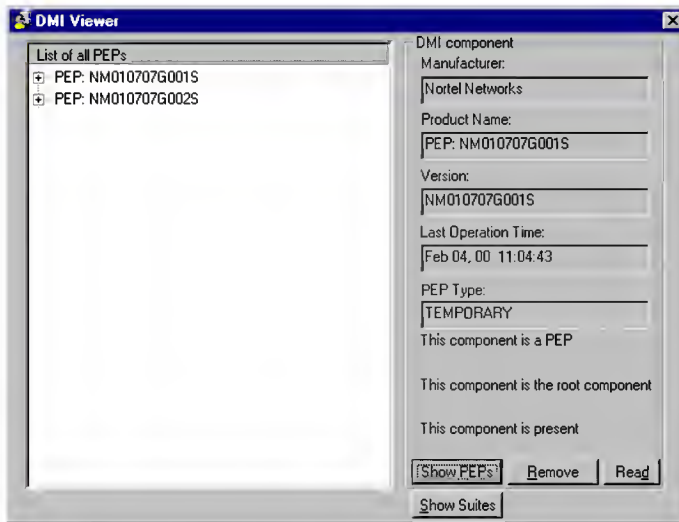 DMI Viewer
List of all PEPs
PEP: NM010707G001S
PEP: NM010707G002S
DMI component
Manufacturer:
Nortel Networks
Product Name:
PEP: NM010707G001S
Version:
NM010707G001S
Last Operation Time:
Feb 04, 00 11:04:43
PEP Type:
TEMPORARY
This component is a PEP
This component is the root component
This component is present
Show PEPs
Remove
Read
Show Suites